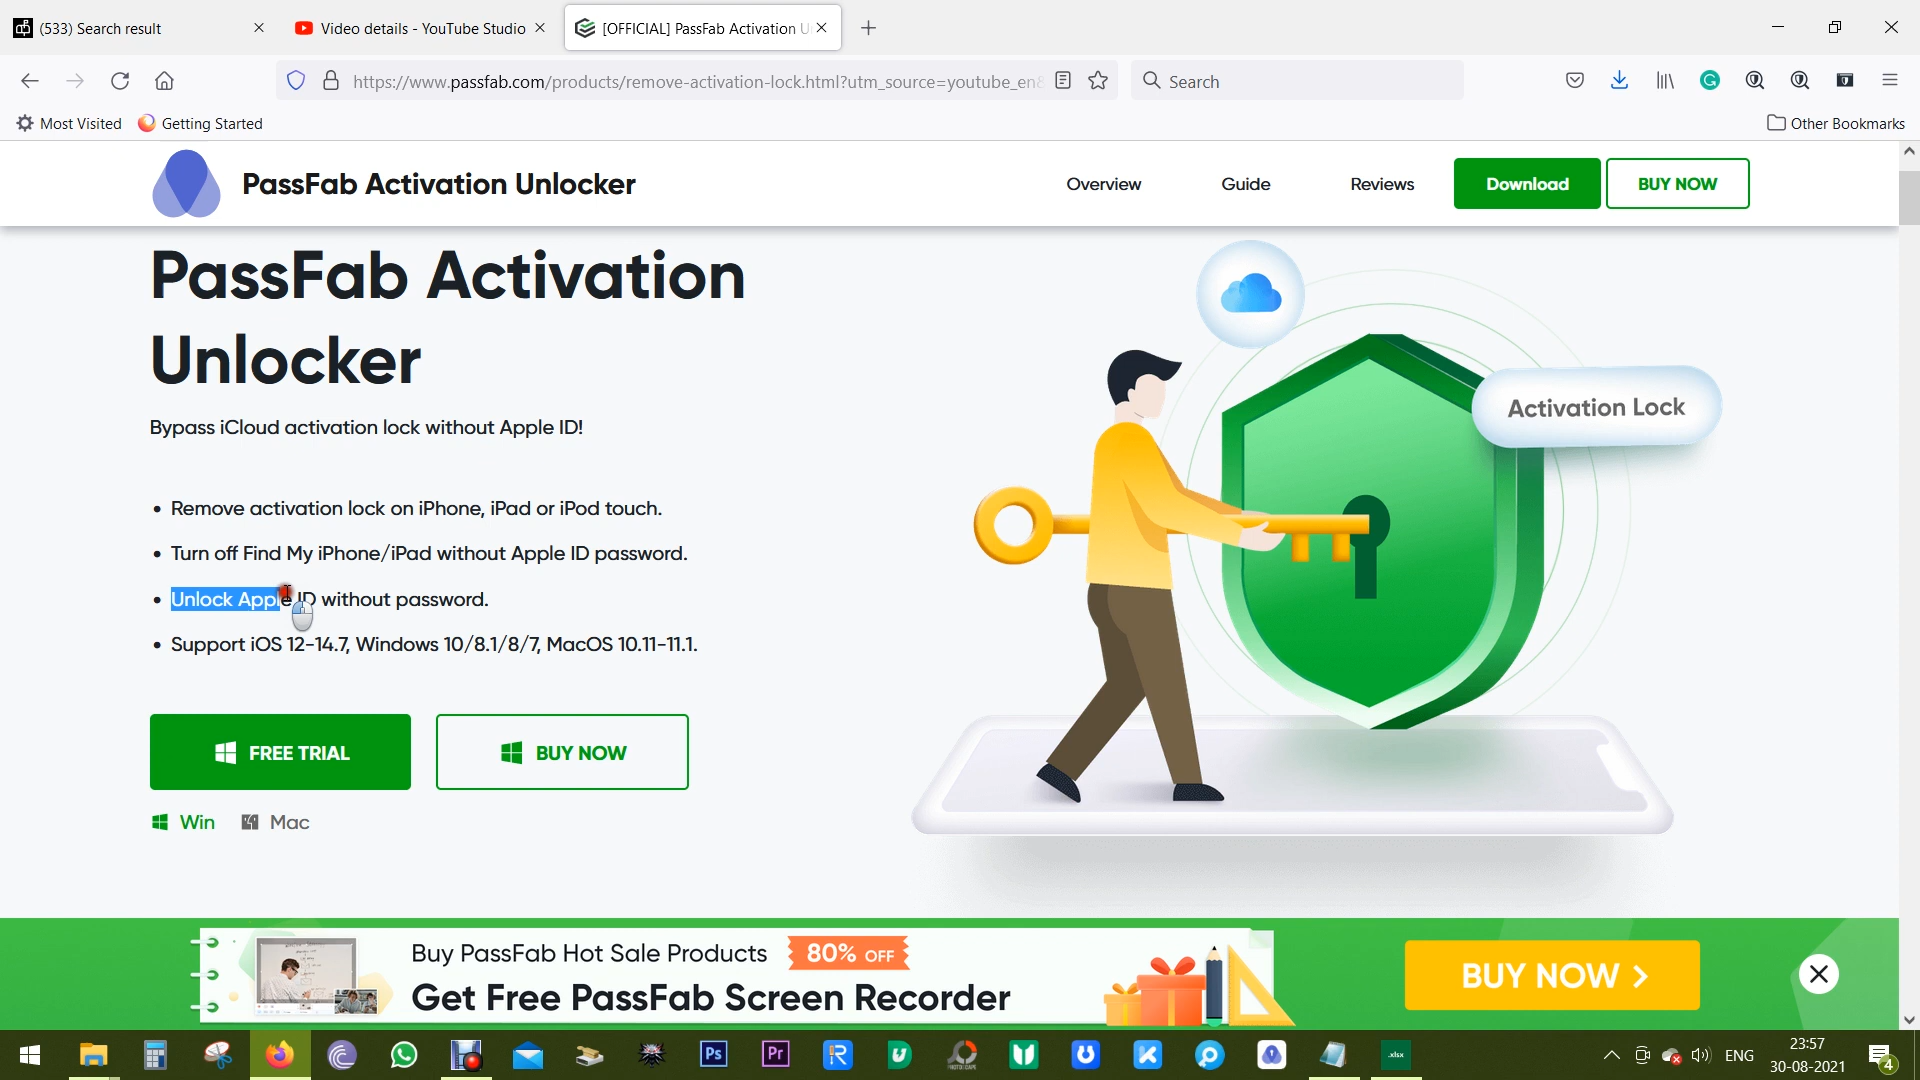 (533) Search result
Video details - YouTube Studio
[OFFICIAL] PassFab Activation U
https://www.passfab.com/products/remove-activation-lock.html?utm_source=youtube_en&
Search
Most Visited
Getting Started
Other Bookmarks
PassFab Activation Unlocker
Overview
Guide
Reviews
Download
BUY NOW
PassFab Activation
Unlocker
Bypass iCloud activation lock without Apple ID!
• Remove activation lock on iPhone, iPad or iPod touch.
• Turn off Find My iPhone/iPad without Apple ID password.
• Unlock Apple ID without password.
• Support iOS 12-14.7, Windows 10/8.1/8/7, MacOS 10.11-11.1.
Activation Lock
FREE TRIAL
BUY NOW
Win
Mac
Buy PassFab Hot Sale Products
80% OFF
Get Free PassFab Screen Recorder
BUY NOW
Ps
Pr
.xlsx
ENG
23:57
30-08-2021
4